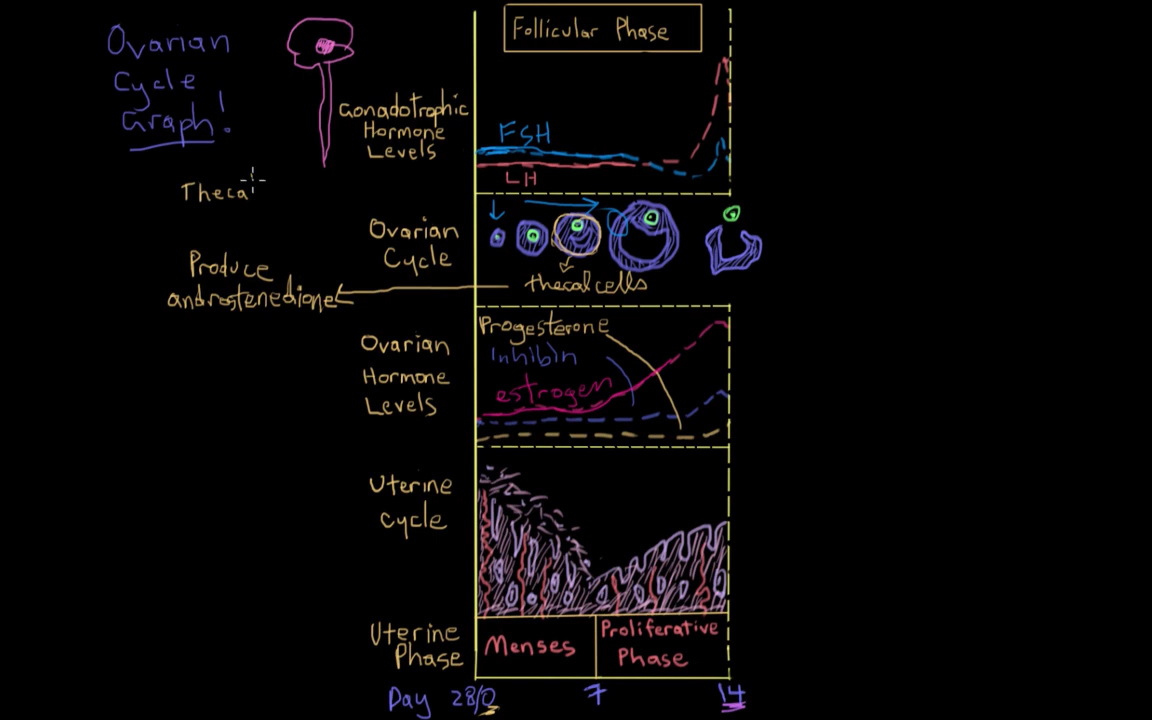 Ovarian
Cycle
Graph!
Follicular Phase
Gonadotrophic
Hormone
Levels
FSH
LH
Theca
Ovarian
Cycle
thecal cells
Produce
androstenedione
Ovarian
Hormone
Levels
Progesterone
Inhibin
estrogen
Uterine
Cycle
Uterine
Phase
Menses
Proliferative
Phase
Day 28/0 7 14